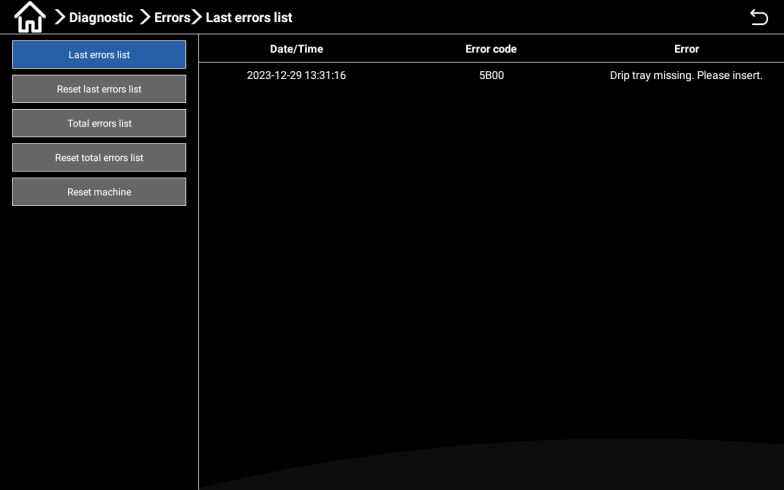 Diagnostic Errors Last errors list
Last errors list
Reset last errors list
Total errors list
Reset total errors list
Reset machine
Date/Time Error code Error
2023-12-29 13:31:16 5B00 Drip tray missing. Please insert.